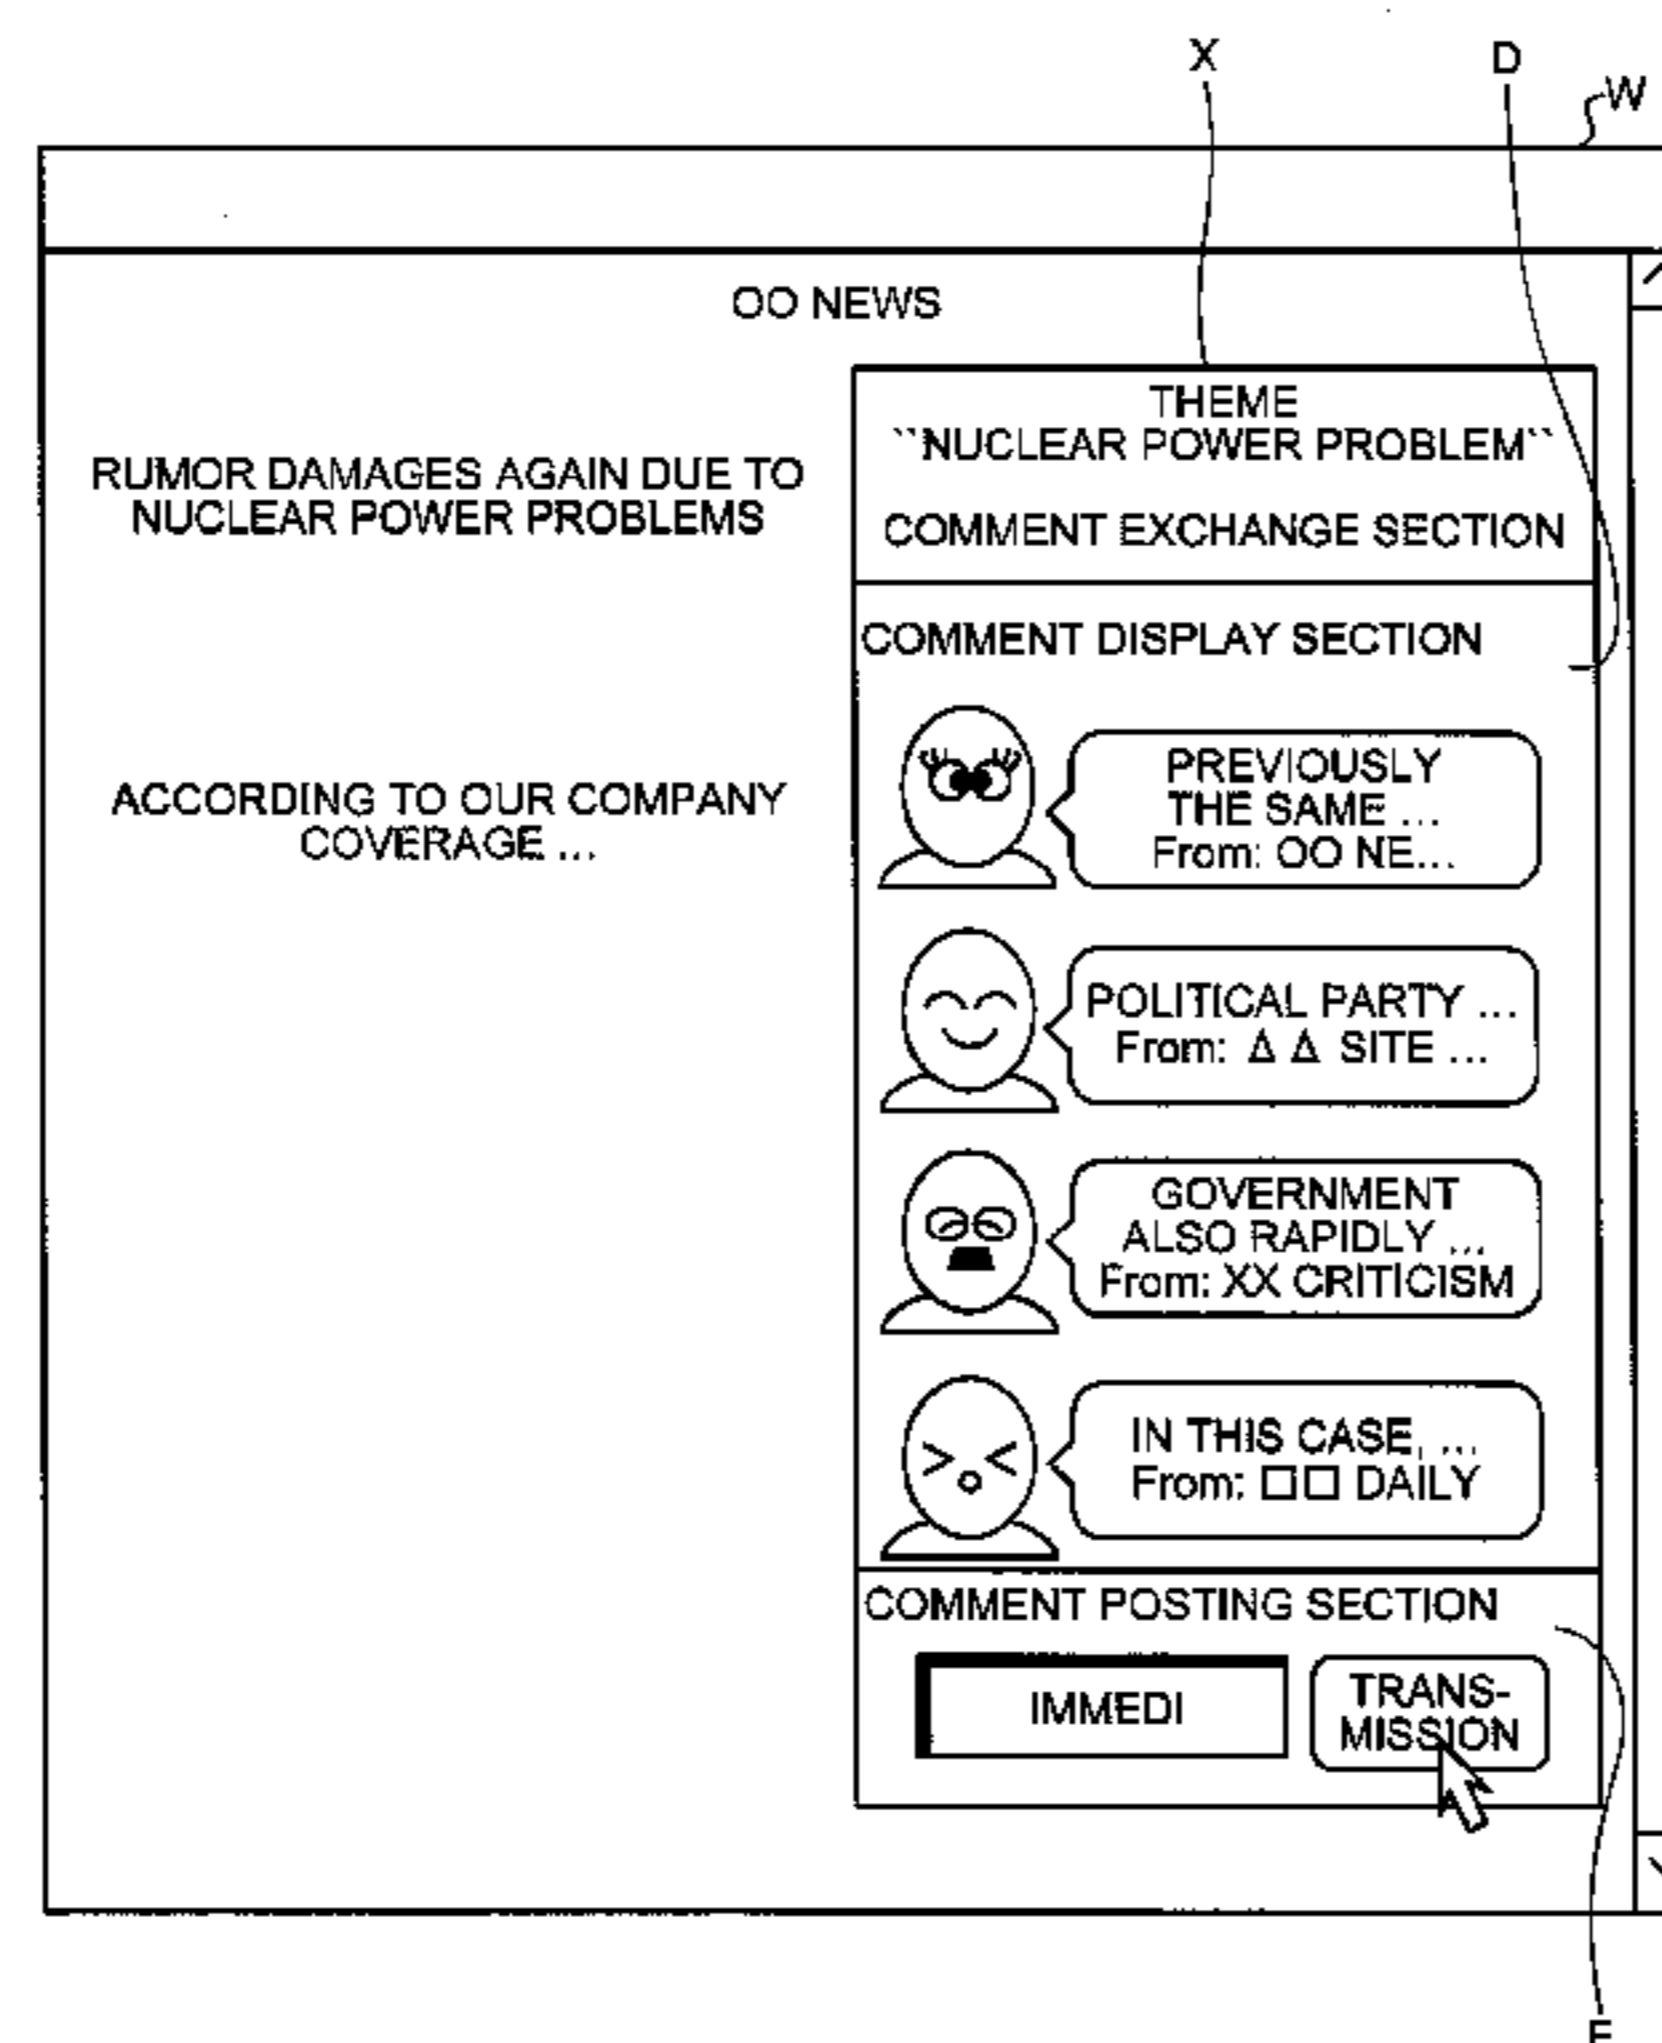 X
D
W
OO NEWS
RUMOR DAMAGES AGAIN DUE TO
NUCLEAR POWER PROBLEMS
ACCORDING TO OUR COMPANY
COVERAGE ...
THEME
``NUCLEAR POWER PROBLEM``
COMMENT EXCHANGE SECTION
COMMENT DISPLAY SECTION
PREVIOUSLY
THE SAME ...
From: OO NE...
POLITICAL PARTY ...
From: Δ Δ SITE ...
GOVERNMENT
ALSO RAPIDLY ...
From: XX CRITICISM
IN THIS CASE, ...
From: □□ DAILY
COMMENT POSTING SECTION
IMMEDI
TRANS-
MISSION